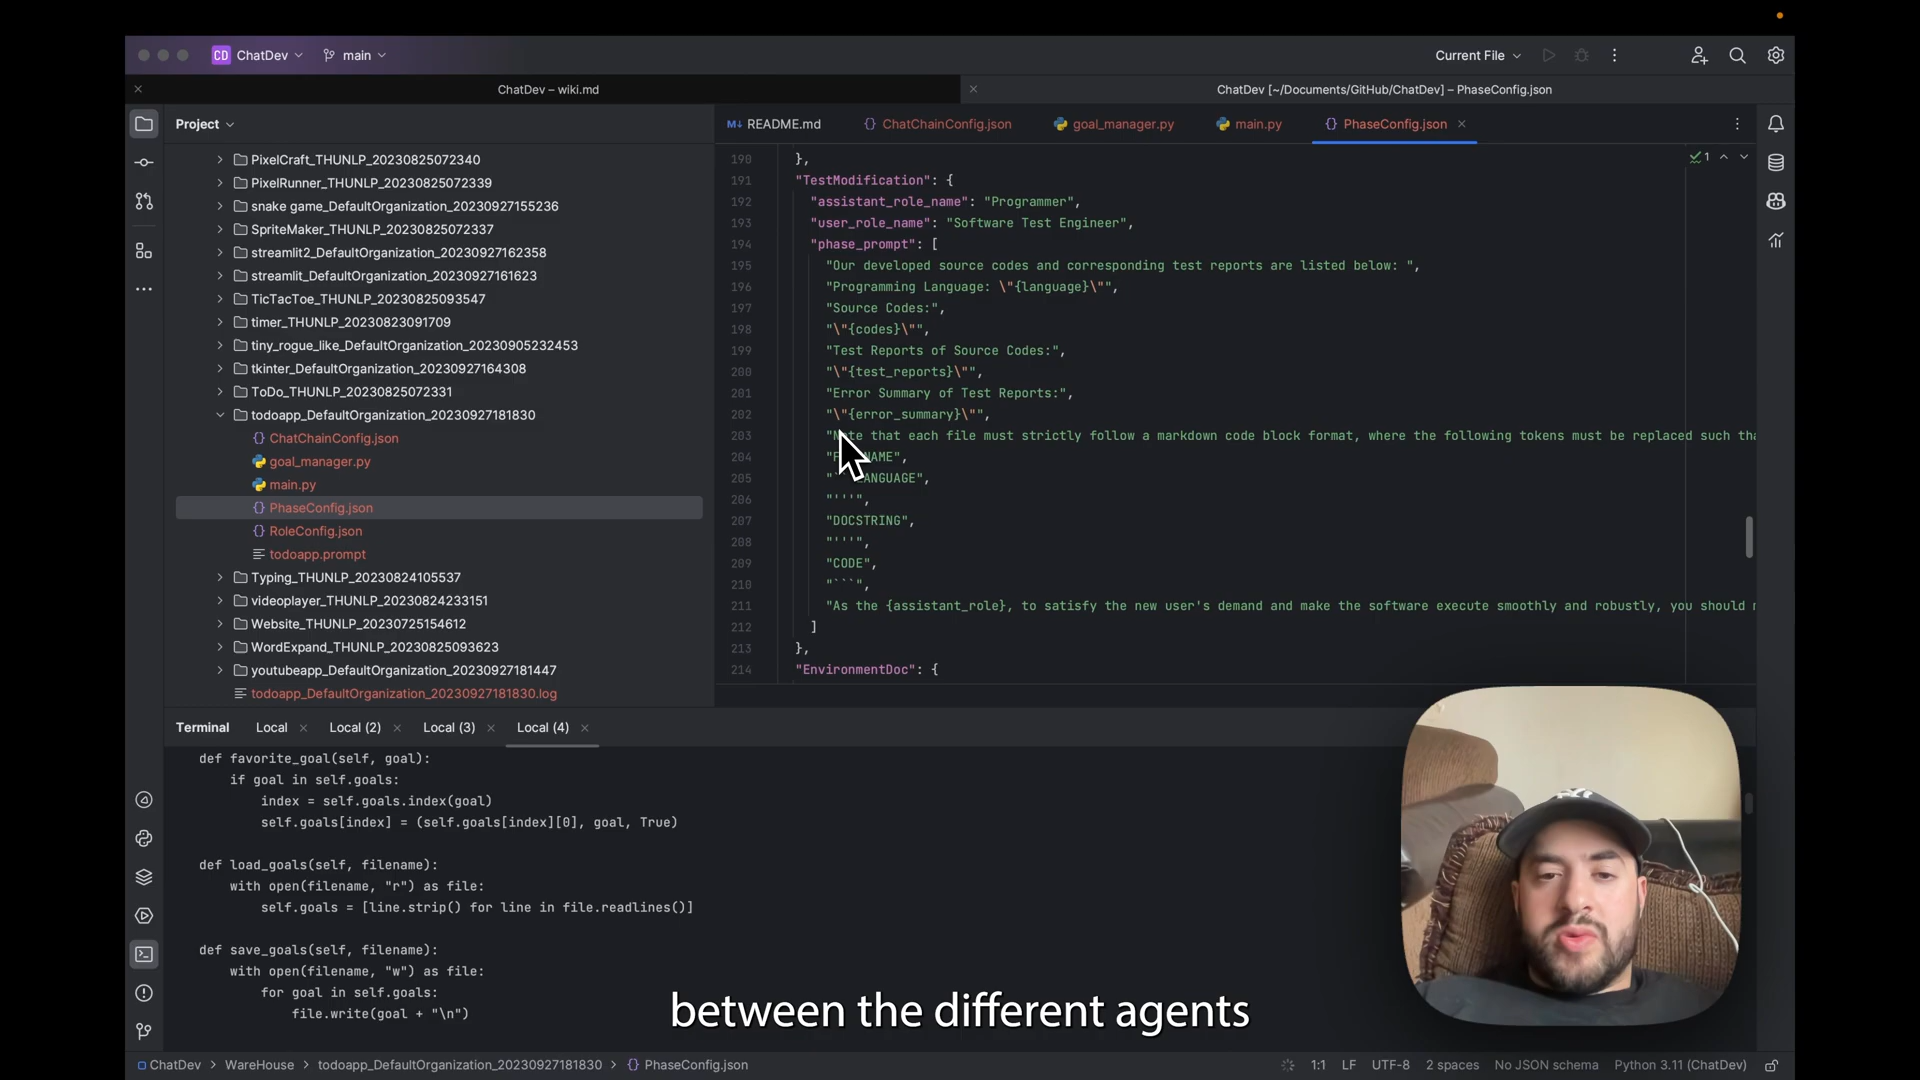 CD ChatDev
main
Current File
ChatDev – wiki.md
ChatDev [~/Documents/GitHub/ChatDev] – PhaseConfig.json
Project
PixelCraft_THUNLP_20230825072340
PixelRunner_THUNLP_20230825072339
snake game_DefaultOrganization_20230927155236
SpriteMaker_THUNLP_20230825072337
streamlit2_DefaultOrganization_20230927162358
streamlit_DefaultOrganization_20230927161623
TicTacToe_THUNLP_20230825093547
timer_THUNLP_20230823091709
tiny_rogue_like_DefaultOrganization_20230905232453
tkinter_DefaultOrganization_20230927164308
ToDo_THUNLP_20230825072331
todoapp_DefaultOrganization_20230927181830
ChatChainConfig.json
goal_manager.py
main.py
PhaseConfig.json
RoleConfig.json
todoapp.prompt
Typing_THUNLP_20230824105537
videoplayer_THUNLP_20230824233151
Website_THUNLP_20230725154612
WordExpand_THUNLP_20230825093623
youtubeapp_DefaultOrganization_20230927181447
todoapp_DefaultOrganization_20230927181830.log
M↓ README.md
{} ChatChainConfig.json
goal_manager.py
main.py
{} PhaseConfig.json
1
190 },
191 "TestModification": {
192 "assistant_role_name": "Programmer",
193 "user_role_name": "Software Test Engineer",
194 "phase_prompt": [
195 "Our developed source codes and corresponding test reports are listed below: ",
196 "Programming Language: \"{language}\"",
197 "Source Codes:",
198 "\"{codes}\"",
199 "Test Reports of Source Codes:",
200 "\"{test_reports}\"",
201 "Error Summary of Test Reports:",
202 "\"{error_summary}\"",
203 that each file must strictly follow a markdown code block format, where the following tokens must be replaced such
204 NAME",
205 ANGUAGE",
206 "'''",
207 "DOCSTRING",
208 "'''",
209 "CODE",
210 "```",
211 "As the {assistant_role}, to satisfy the new user's demand and make the software execute smoothly and robustly, you should
212 ]
213 },
214 "EnvironmentDoc": {
Terminal
Local
Local (2)
Local (3)
Local (4)
def favorite_goal(self, goal):
if goal in self.goals:
index = self.goals.index(goal)
self.goals[index] = (self.goals[index][0], goal, True)
def load_goals(self, filename):
with open(filename, "r") as file:
self.goals = [line.strip() for line in file.readlines()]
def save_goals(self, filename):
with open(filename, "w") as file:
for goal in self.goals:
file.write(goal + "\n")
between the different agents
ChatDev > WareHouse > todoapp_DefaultOrganization_20230927181830 > {} PhaseConfig.json
1:1 LF UTF-8 2 spaces No JSON schema Python 3.11 (ChatDev)